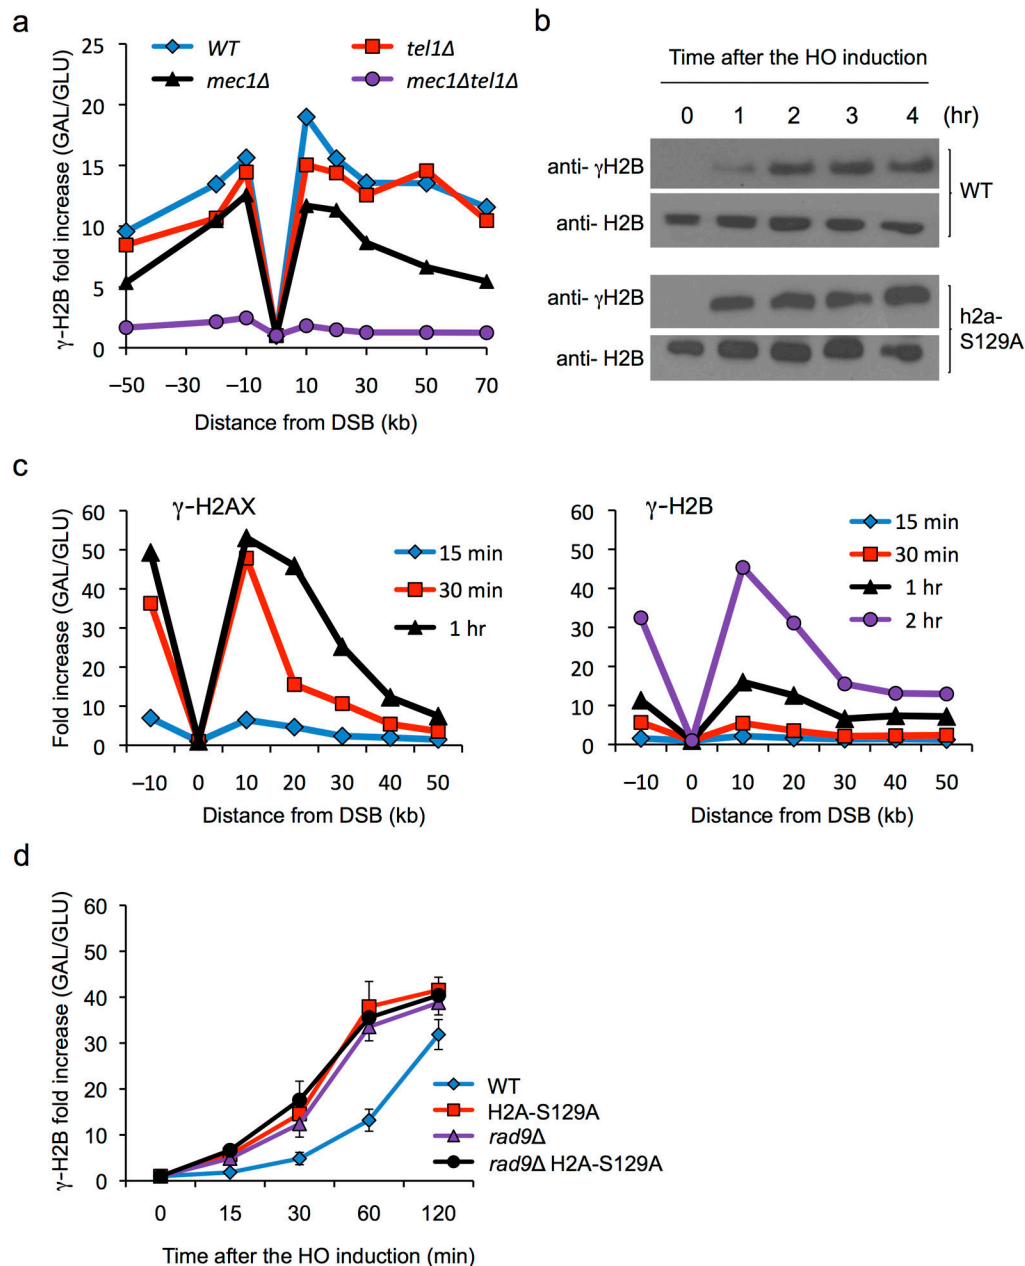 a
WT
tel1Δ
mec1Δ
mec1Δtel1Δ
γ-H2B fold increase (GAL/GLU)
25
20
15
10
5
0
−50
−30
−10
10
30
50
70
Distance from DSB (kb)
b
Time after the HO induction
0 1 2 3 4 (hr)
anti- γH2B
anti- H2B
WT
anti- γH2B
anti- H2B
h2a-
S129A
c
γ-H2AX
Fold increase (GAL/GLU)
60
50
40
30
20
10
0
15 min
30 min
1 hr
−10 0 10 20 30 40 50
Distance from DSB (kb)
γ-H2B
60
50
40
30
20
10
0
15 min
30 min
1 hr
2 hr
−10 0 10 20 30 40 50
Distance from DSB (kb)
d
γ-H2B fold increase (GAL/GLU)
60
50
40
30
20
10
0
WT
H2A-S129A
rad9Δ
rad9Δ H2A-S129A
0 15 30 60 120
Time after the HO induction (min)